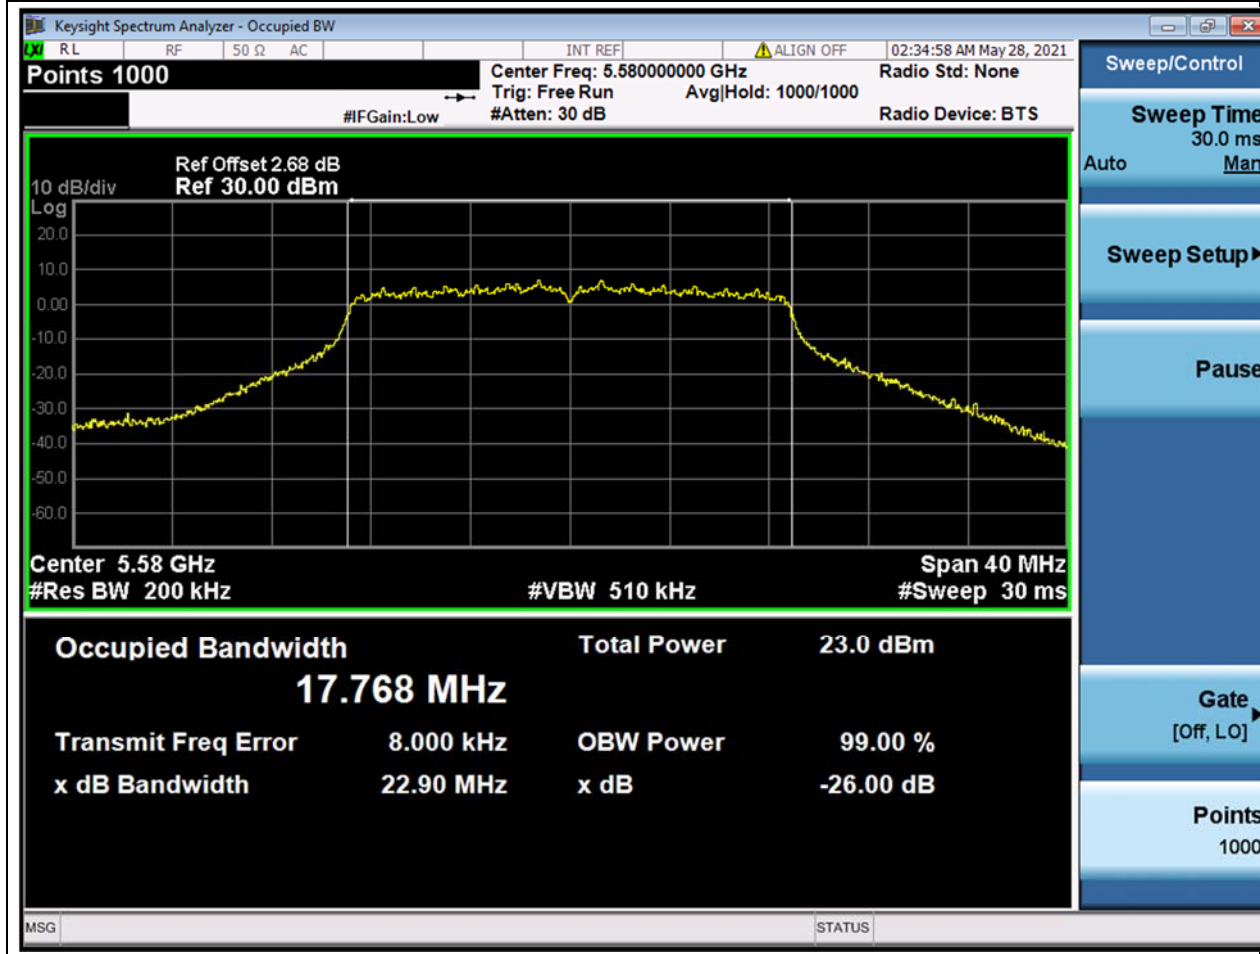 Keysight Spectrum Analyzer - Occupied BW
LXI RL RF 50 Ω AC INT REF ALIGN OFF 02:34:58 AM May 28, 2021
Points 1000
Center Freq: 5.580000000 GHz Radio Std: None
Trig: Free Run Avg|Hold: 1000/1000
#IFGain:Low #Atten: 30 dB Radio Device: BTS
Ref Offset 2.68 dB
10 dB/div Ref 30.00 dBm
Log
20.0
10.0
0.00
-10.0
-20.0
-30.0
-40.0
-50.0
-60.0
Center 5.58 GHz Span 40 MHz
#Res BW 200 kHz #VBW 510 kHz #Sweep 30 ms
Occupied Bandwidth Total Power 23.0 dBm
17.768 MHz
Transmit Freq Error 8.000 kHz OBW Power 99.00 %
x dB Bandwidth 22.90 MHz x dB -26.00 dB
MSG STATUS
Sweep/Control
Sweep Time
30.0 ms
Auto Man
Sweep Setup
Pause
Gate
[Off, LO]
Points
1000